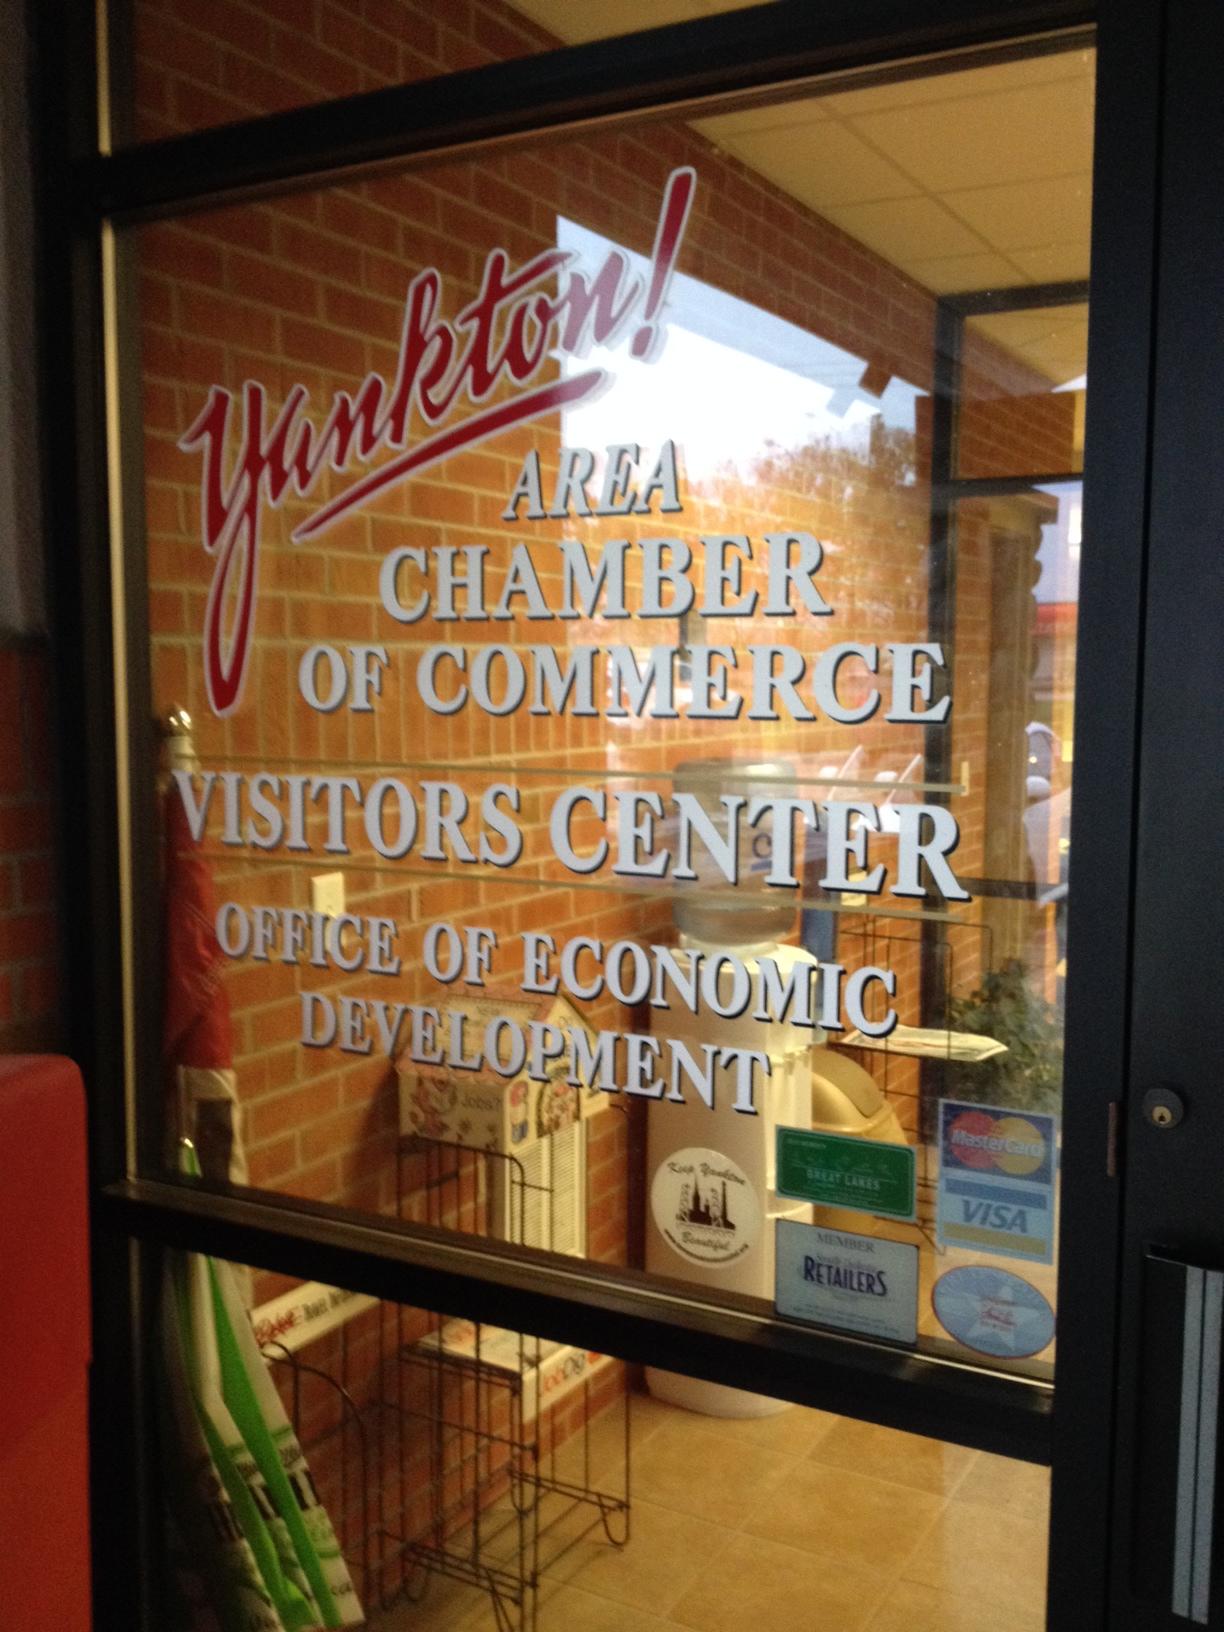 Yankton!
AREA
CHAMBER
OF COMMERCE
VISITORS CENTER
OFFICE OF ECONOMIC
DEVELOPMENT
Jobs?
Keep Yankton
Beautiful
GREAT LAKES
MEMBER
RETAILERS
MasterCard
VISA